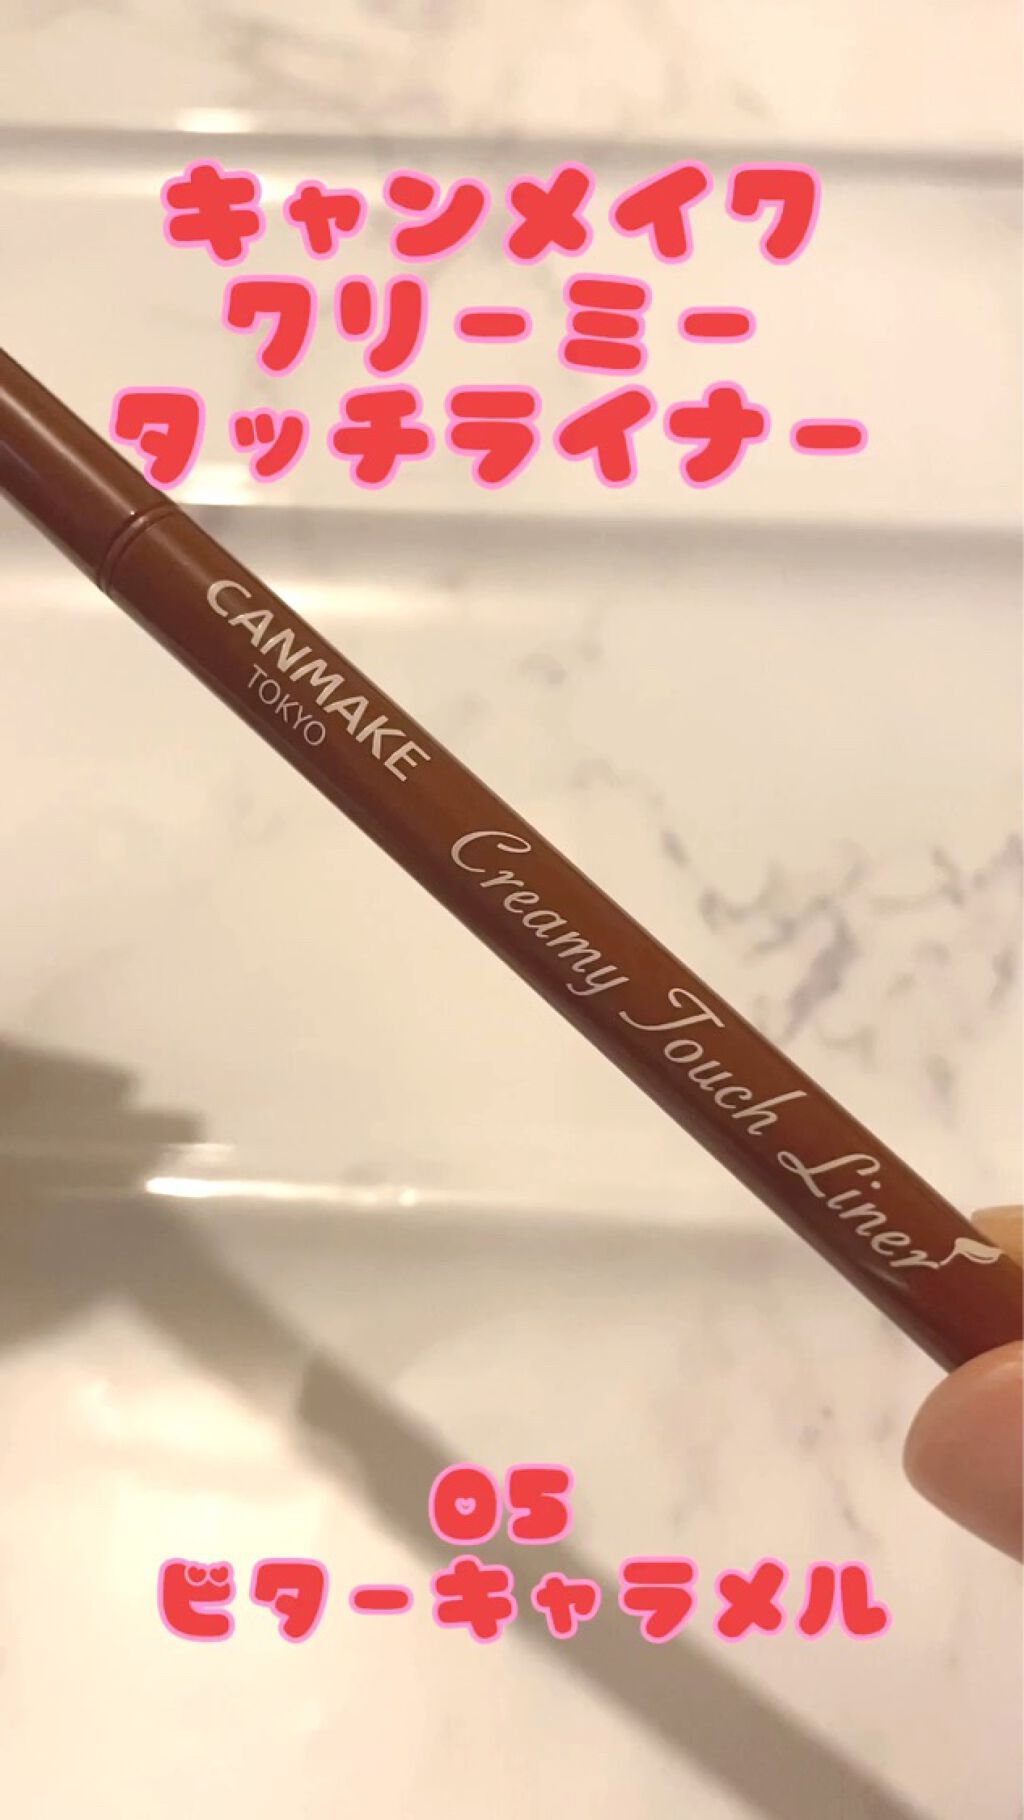 キャンメイク
クリーミー
タッチライナー
CANMAKE
TOKYO
Creamy Touch Liner
05
ビターキャラメル